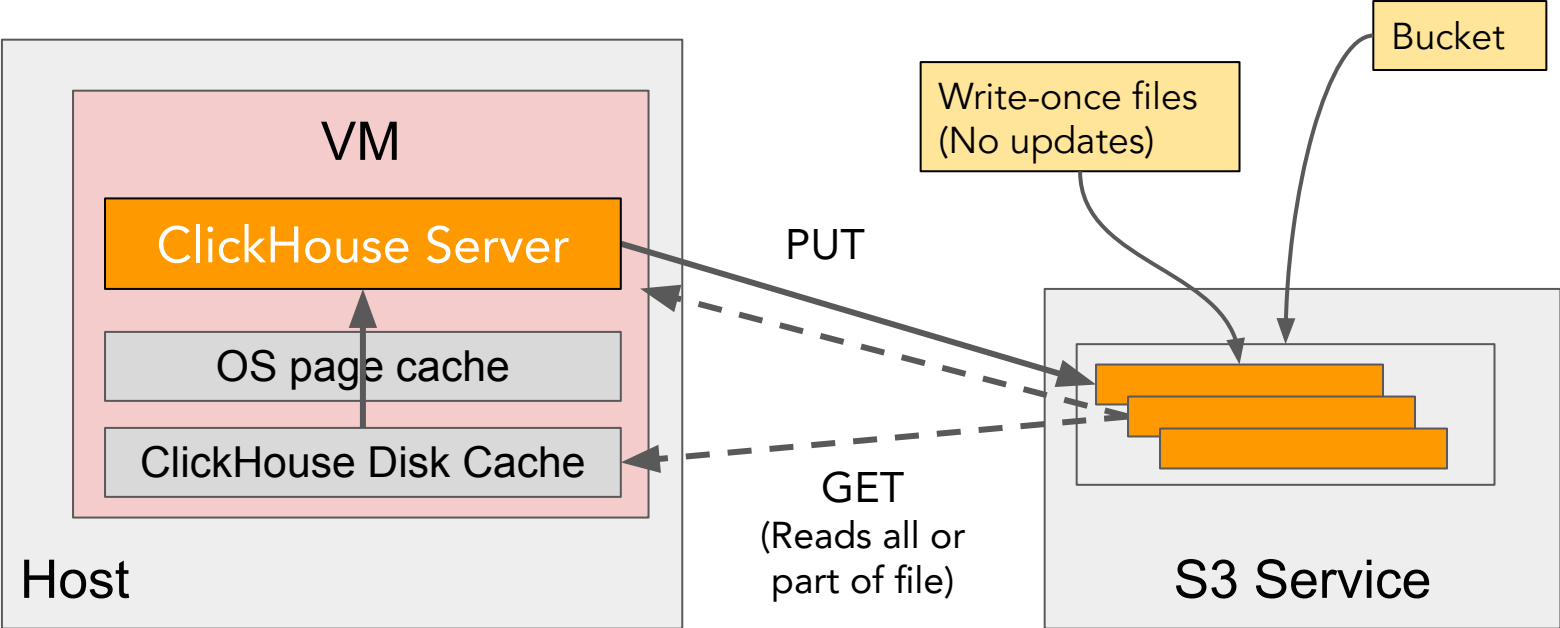 Bucket
Write-once files
(No updates)
VM
ClickHouse Server
PUT
OS page cache
ClickHouse Disk Cache
GET
(Reads all or
part of file)
Host
S3 Service